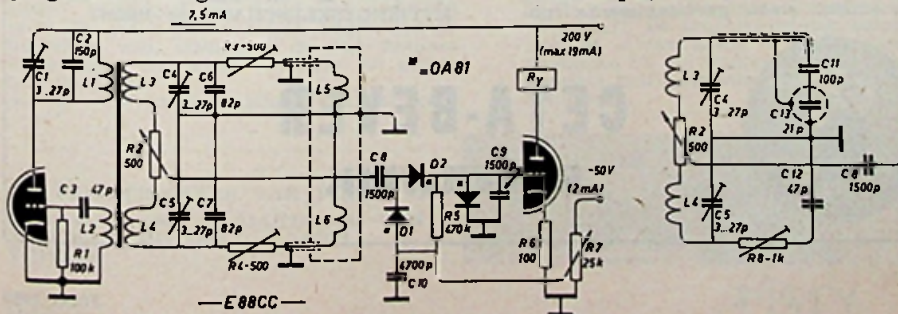 7,5 mA
C2
150p
C1
3...27p
L1
L3
C4
3...27p
C6
82p
R3-500
L5
*=OA81
200 V
(max 19mA)
Ry
R2
500
C3
47p
L2
L4
R1
100k
C5
3...27p
C7
82p
R4-500
L6
C8
1500p
D2
D1
4700p
C10
R5
470k
C9
1500p
R6
100
-50V
(2mA)
R7
25k
E88CC
L3
C4
3...27p
C11
100p
C13
21p
R2
500
L4
C5
3...27p
C12
47p
C8
1500p
R8-1k